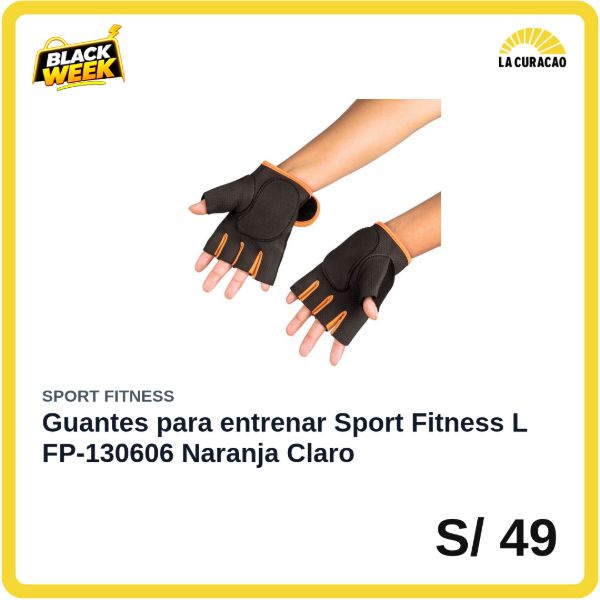 BLACK
WEEK
LA CURACAO
SPORT FITNESS
Guantes para entrenar Sport Fitness L
FP-130606 Naranja Claro
S/ 49